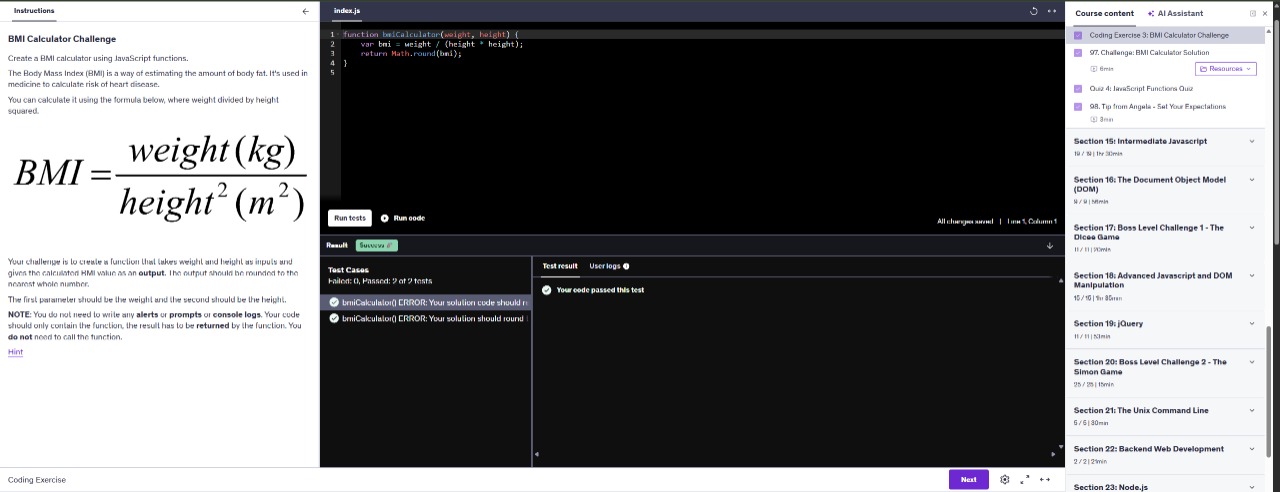 Instructions
BMI Calculator Challenge
Create a BMI calculator using JavaScript functions.
The Body Mass Index (BMI) is a way of estimating the amount of body fat. It's used in
medicine to calculate risk of heart disease.
You can calculate it using the formula below, where weight divided by height
squared.
BMI = weight (kg)
height² (m²)
Your challenge is to create a function that takes weight and height as inputs and
gives the calculated BMI value as an output. The output should be rounded to the
nearest whole number.
The first parameter should be the weight and the second should be the height.
NOTE: You do not need to write any alerts or prompts or console logs. Your code
should only contain the function, the result has to be returned by the function. You
do not need to call the function.
Hint
Coding Exercise
index.js
1 function bmiCalculator(weight, height) {
2 var bmi = weight / (height * height);
3 return Math.round(bmi);
4 }
5
Run tests
Run code
All changes saved | Line 1, Column 1
Result Success
Test Cases
Failed: 0, Passed: 2 of 2 tests
bmiCalculator() ERROR: Your solution code should r
bmiCalculator() ERROR: Your solution should round
Test result User logs
Your code passed this test
Next
Course content AI Assistant
Coding Exercise 3: BMI Calculator Challenge
97. Challenge: BMI Calculator Solution
6min
Resources
Quiz 4: JavaScript Functions Quiz
98. Tip from Angela - Set Your Expectations
3min
Section 15: Intermediate Javascript
19 / 19 | 1hr 30min
Section 16: The Document Object Model
(DOM)
9 / 9 | 56min
Section 17: Boss Level Challenge 1 - The
Dicee Game
11 / 11 | 20min
Section 18: Advanced Javascript and DOM
Manipulation
Section 19: jQuery
11 / 11 | 53min
Section 20: Boss Level Challenge 2 - The
Simon Game
25 / 25 | 15min
Section 21: The Unix Command Line
5 / 5 | 30min
Section 22: Backend Web Development
2 / 2 | 21min
Section 23: Node.js